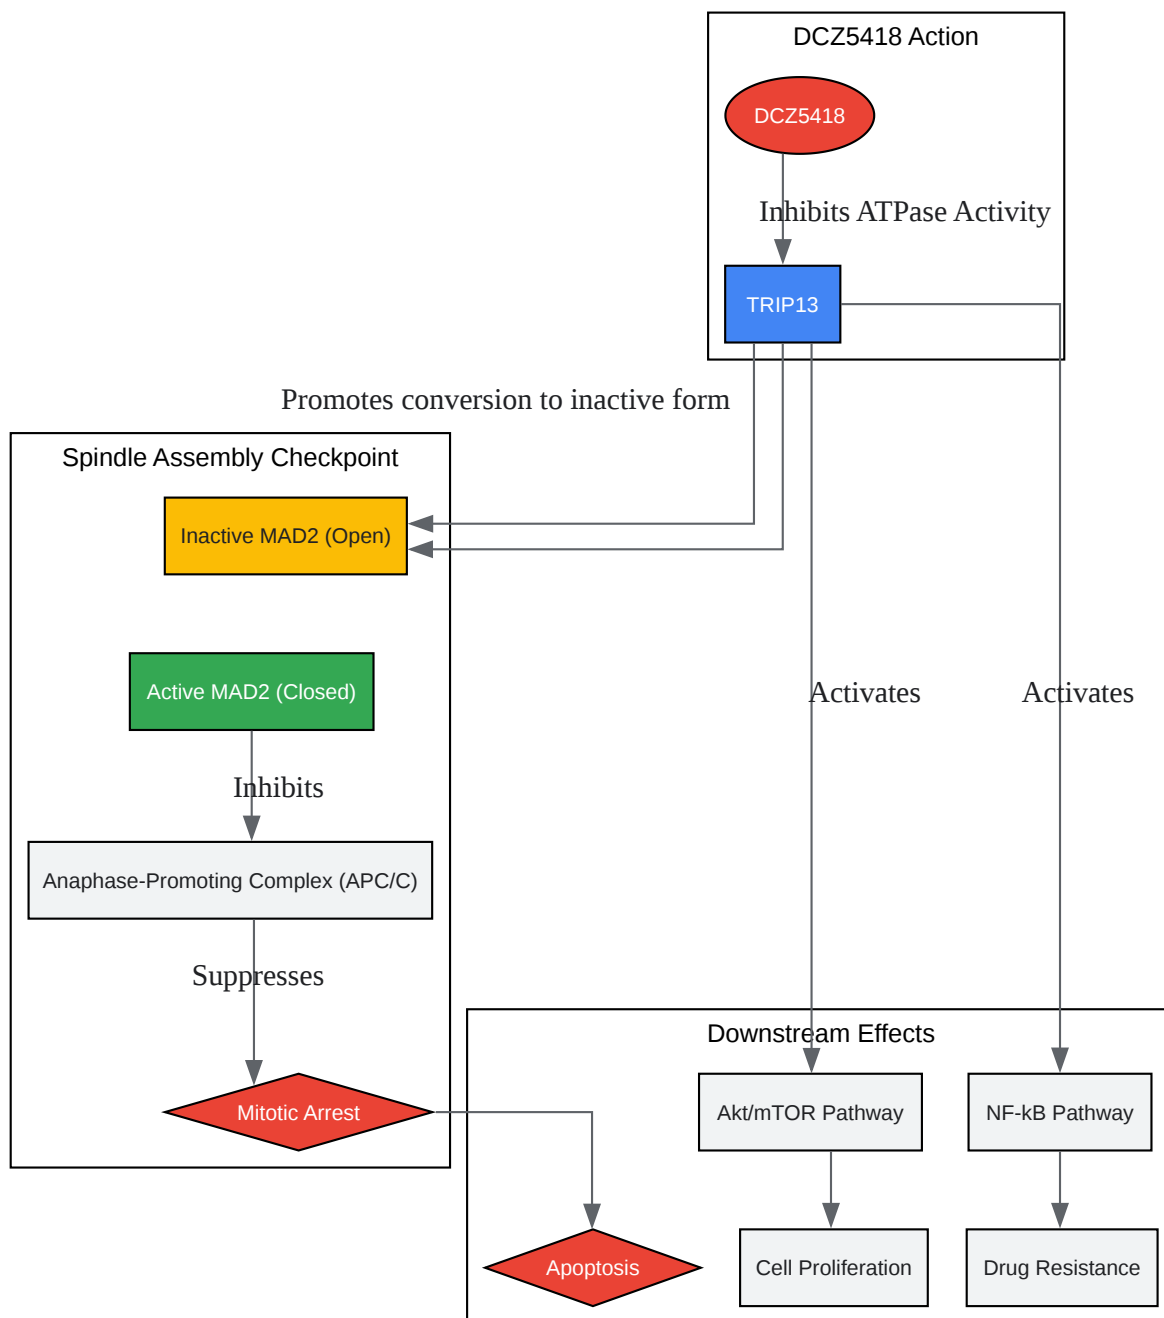 DCZ5418 Action
DCZ5418
Inhibits ATPase Activity
TRIP13
Promotes conversion to inactive form
Spindle Assembly Checkpoint
Inactive MAD2 (Open)
Active MAD2 (Closed)
Activates
Activates
Inhibits
Anaphase-Promoting Complex (APC/C)
Suppresses
Downstream Effects
Mitotic Arrest
Akt/mTOR Pathway
NF-kB Pathway
Apoptosis
Cell Proliferation
Drug Resistance